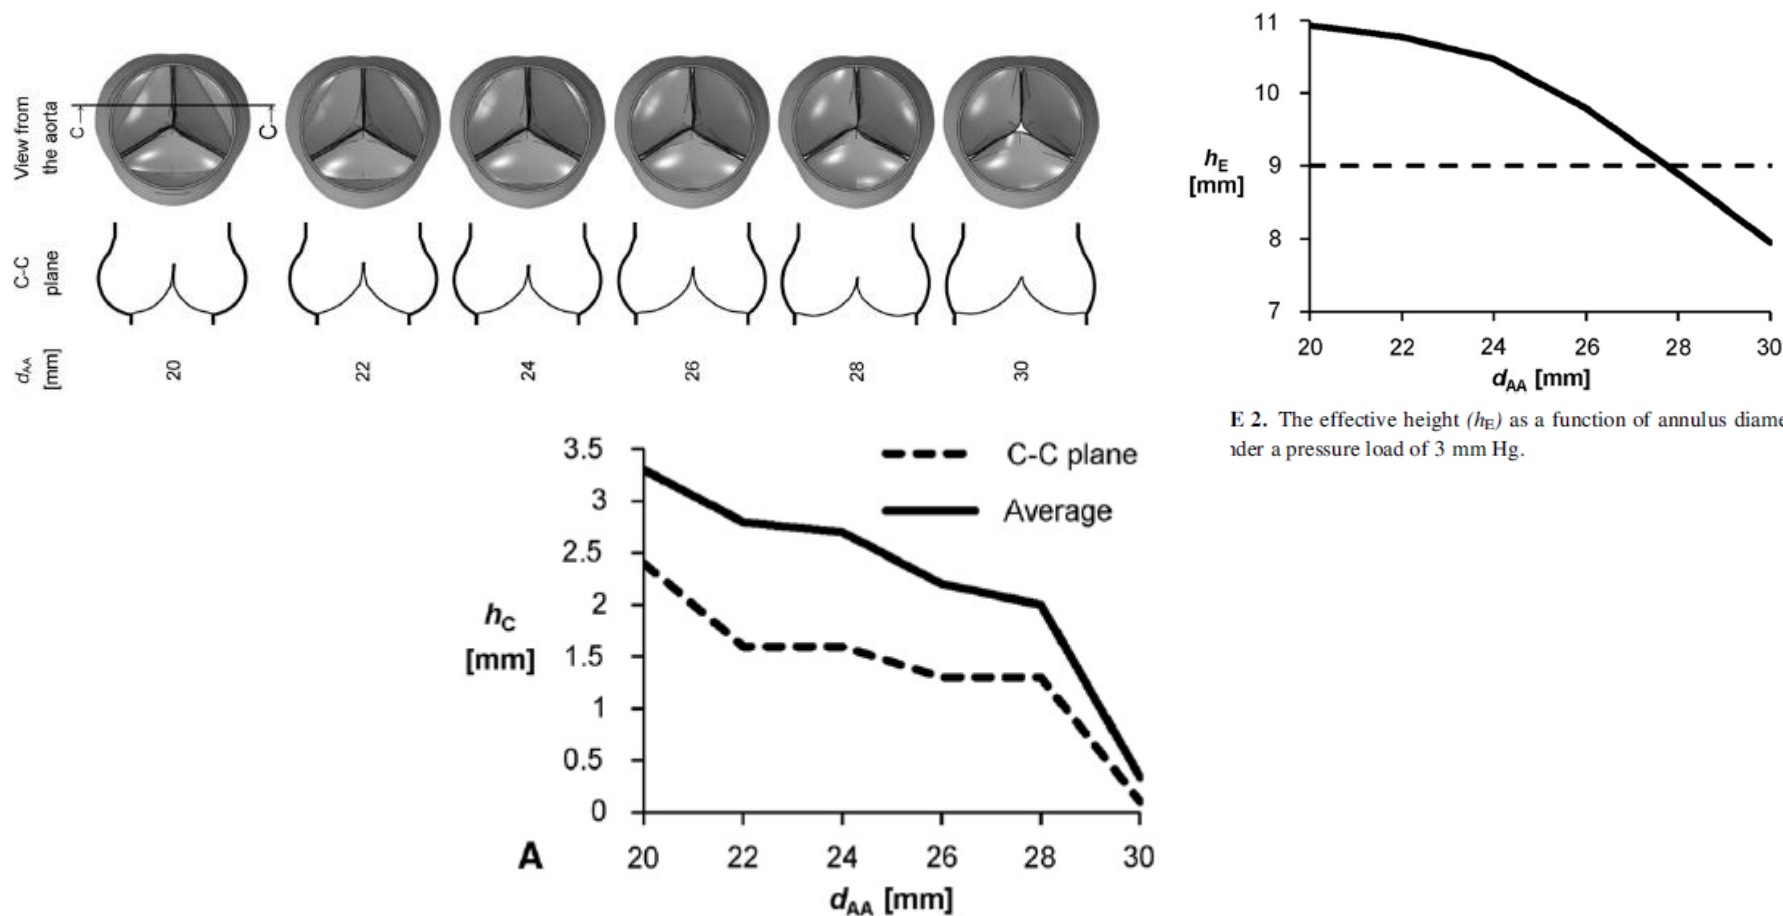 View from
the aorta
C
C
C-C
plane
dAA
[mm]
20
22
24
26
28
30
11
10
9
8
7
hE
[mm]
20
22
24
26
28
30
dAA [mm]
E 2. The effective height (hE) as a function of annulus diame
nder a pressure load of 3 mm Hg.
3.5
3
2.5
2
1.5
1
0.5
0
hC
[mm]
C-C plane
Average
20
22
24
26
28
30
A
dAA [mm]